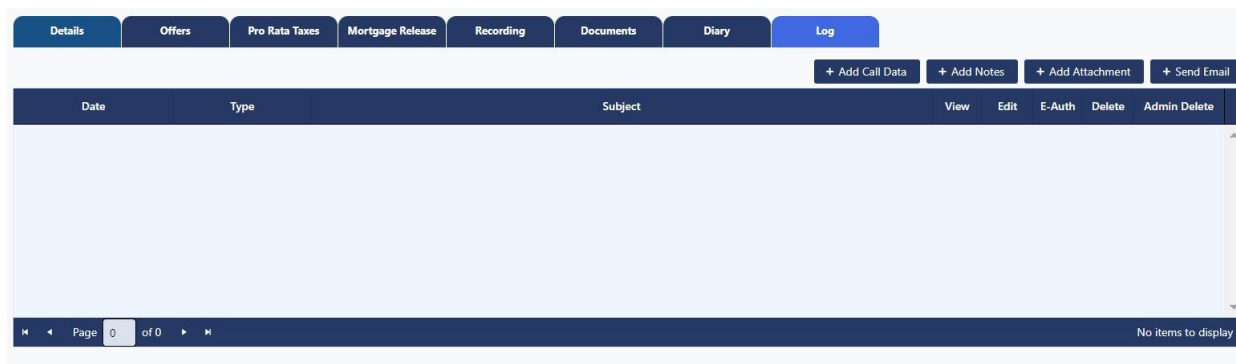 Details Offers Pro Rata Taxes Mortgage Release Recording Documents Diary Log
+ Add Call Data + Add Notes + Add Attachment + Send Email
Date Type Subject View Edit E-Auth Delete Admin Delete
Page 0 of 0 No items to display